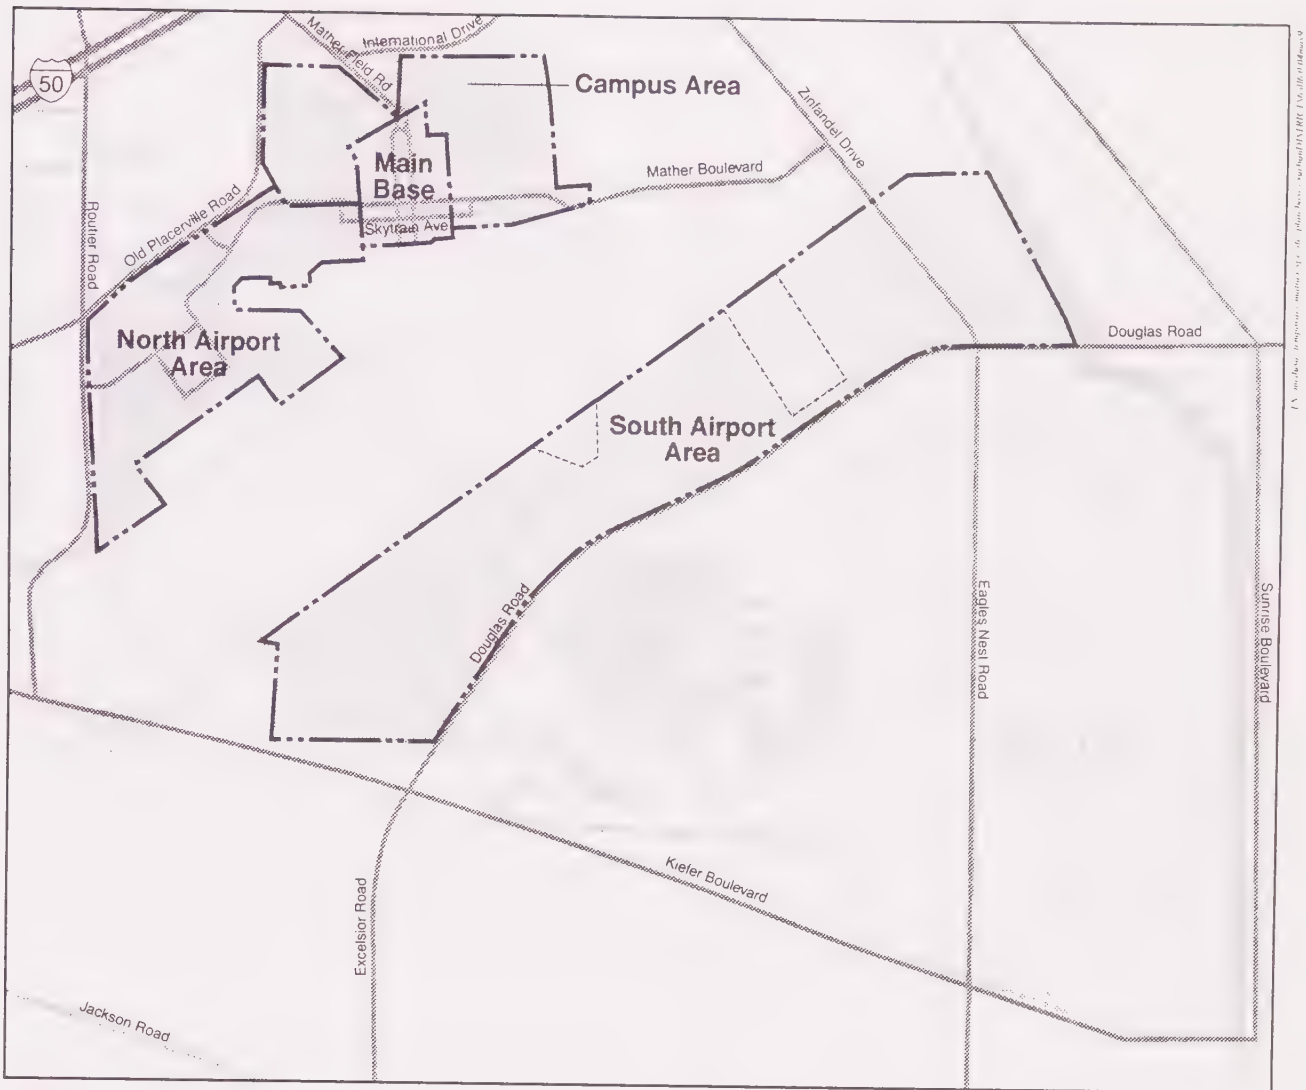 50
Mather Field Rd
International Drive
Campus Area
Zinfandel Drive
Main
Base
Mather Boulevard
Old Placerville Road
Skytrain Ave
Routier Road
North Airport
Area
Douglas Road
South Airport
Area
Douglas Road
Eagles Nest Road
Sunrise Boulevard
Kiefer Boulevard
Excelsior Road
Jackson Road